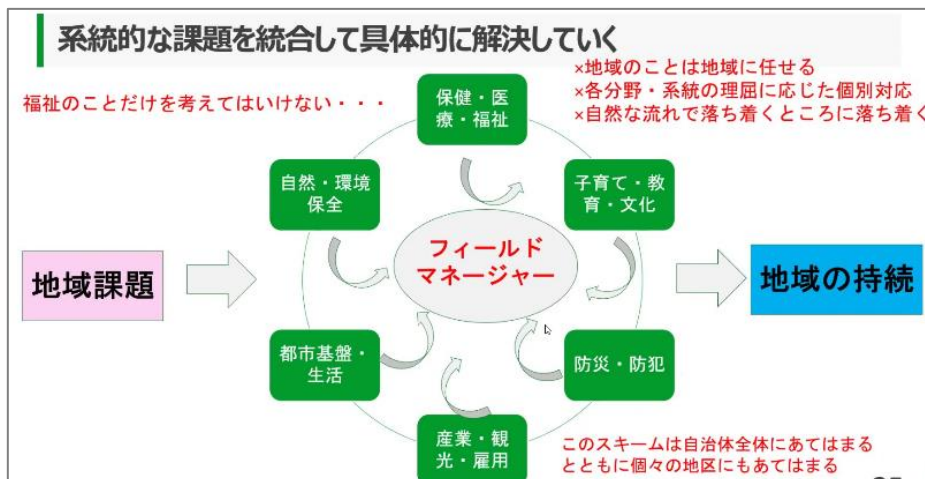 系統的な課題を統合して具体的に解決していく
福祉のことだけを考えてはいけない・・・
×地域のことは地域に任せる
×各分野・系統の理屈に応じた個別対応
×自然な流れで落ち着くところに落ち着く
保健・医
療・福祉
自然・環境
保全
子育て・教
育・文化
フィールド
マネージャー
地域課題
地域の持続
都市基盤・
生活
防災・防犯
産業・観
光・雇用
このスキームは自治体全体にあてはまる
とともに個々の地区にもあてはまる